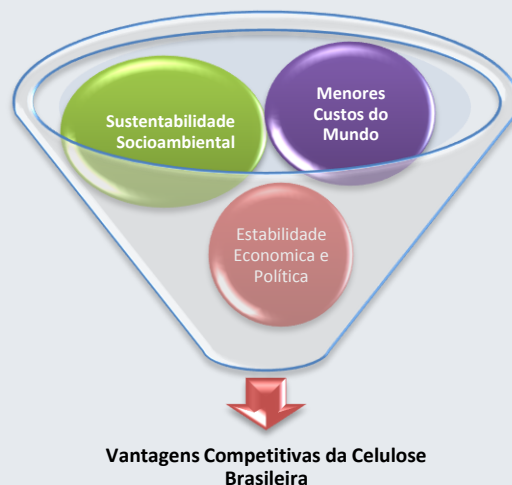 Sustentabilidade
Socioambiental
Menores
Custos do
Mundo
Estabilidade
Economica e
Política
Vantagens Competitivas da Celulose
Brasileira